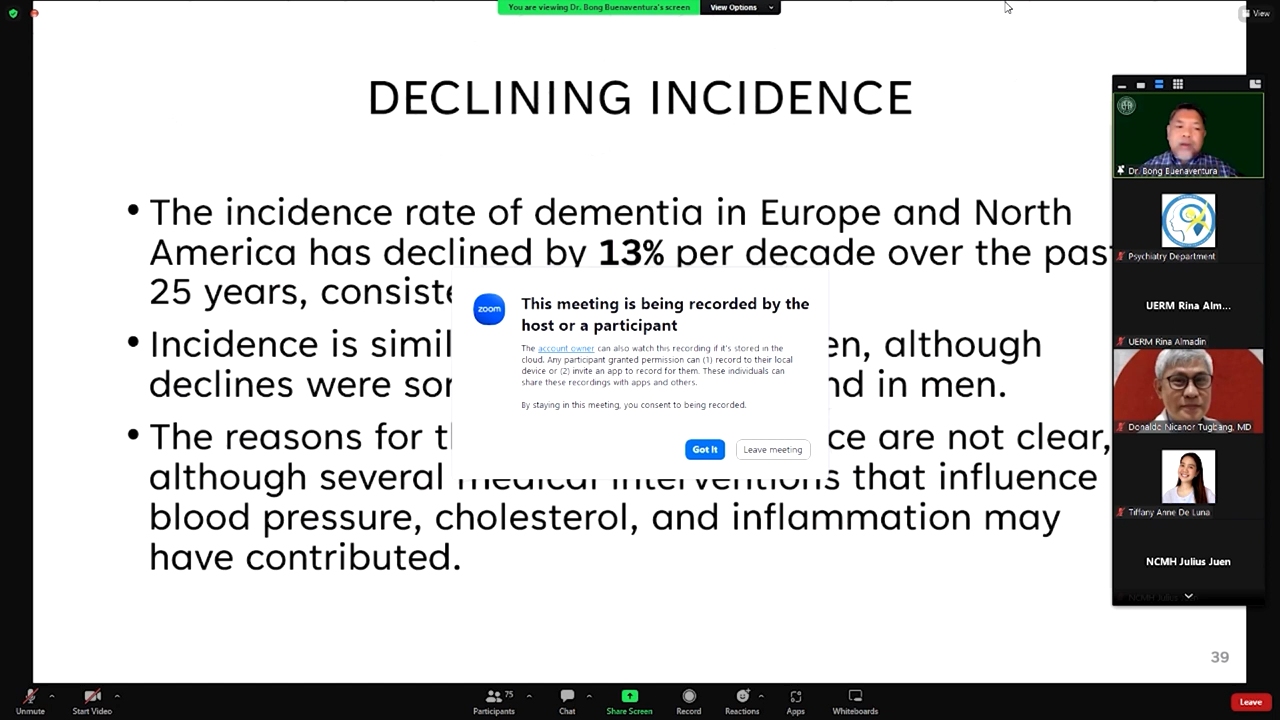 You are viewing Dr. Bong Buenaventura's screen
View Options
View
DECLINING INCIDENCE
• The incidence rate of dementia in Europe and North
America has declined by 13% per decade over the past
25 years,
• Incidence is en, although
declines were nd in men.
• The reasons for ce are not clear,
although several medical interventions that influence
blood pressure, cholesterol, and inflammation may
have contributed.
39
zoom
This meeting is being recorded by the
host or a participant
The account owner can also watch this recording if it's stored in the
cloud. Any participant granted permission can (1) record to their local
device or (2) invite an app to record for them. These individuals can
share these recordings with apps and others.
By staying in this meeting, you consent to being recorded.
Got it
Leave meeting
Dr. Bong Buenaventura
Psychiatry Department
UERM Rina Alm...
UERM Rina Almadin
Donaldo Nicanor Tugbang, MD
Tiffany Anne De Luna
NCMH Julius Juen
Unmute
Start Video
Participants
75
Chat
Share Screen
Record
Reactions
Apps
Whiteboards
Leave